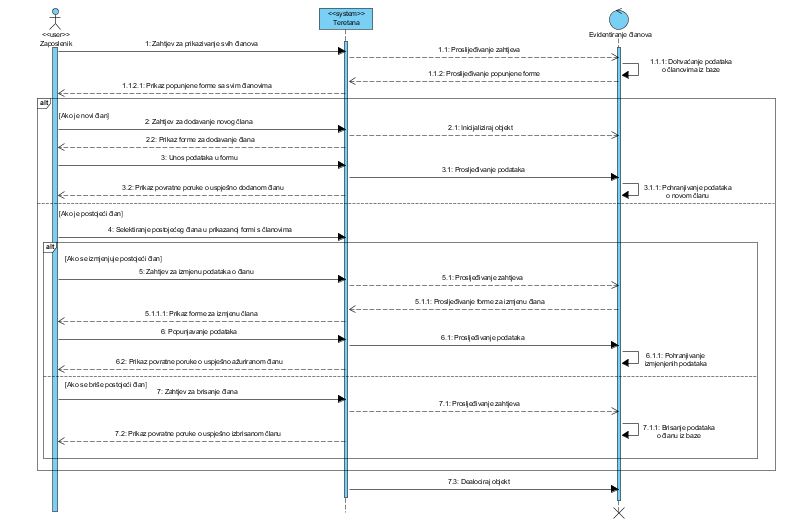 <<user>>
Zaposlenik
<<system>>
Teretana
Evidentiranje članova
1: Zahtjev za prikazivanje svih članova
1.1: Prosljeđivanje zahtjeva
1.1.1: Dohvaćanje podataka
o članovima iz baze
1.1.2: Prosljeđivanje popunjene forme
1.1.2.1: Prikaz popunjene forme sa svim članovima
alt
[Ako je novi član]
2: Zahtjev za dodavanje novog člana
2.1: Inicijaliziraj objekt
2.2: Prikaz forme za dodavanje člana
3: Unos podataka u formu
3.1: Prosljeđivanje podataka
3.1.1: Pohranjivanje podataka
o novom članu
3.2: Prikaz povratne poruke o uspješno dodanom članu
[Ako je postojeći član]
4: Selektiranje postojećeg člana u prikazanoj formi s članovima
alt
[Ako se izmjenjuje postojeći član]
5: Zahtjev za izmjenu podataka o članu
5.1: Prosljeđivanje zahtjeva
5.1.1: Prosljeđivanje forme za izmjenu člana
5.1.1.1: Prikaz forme za izmjenu člana
6: Popunjavanje podataka
6.1: Prosljeđivanje podataka
6.1.1: Pohranjivanje
izmjenjenih podataka
6.2: Prikaz povratne poruke o uspješno ažuriranom članu
[Ako se briše postojeći član]
7: Zahtjev za brisanje člana
7.1: Prosljeđivanje zahtjeva
7.1.1: Brisanje podataka
o članu iz baze
7.2: Prikaz povratne poruke o uspješno izbrisanom članu
7.3: Dealociraj objekt